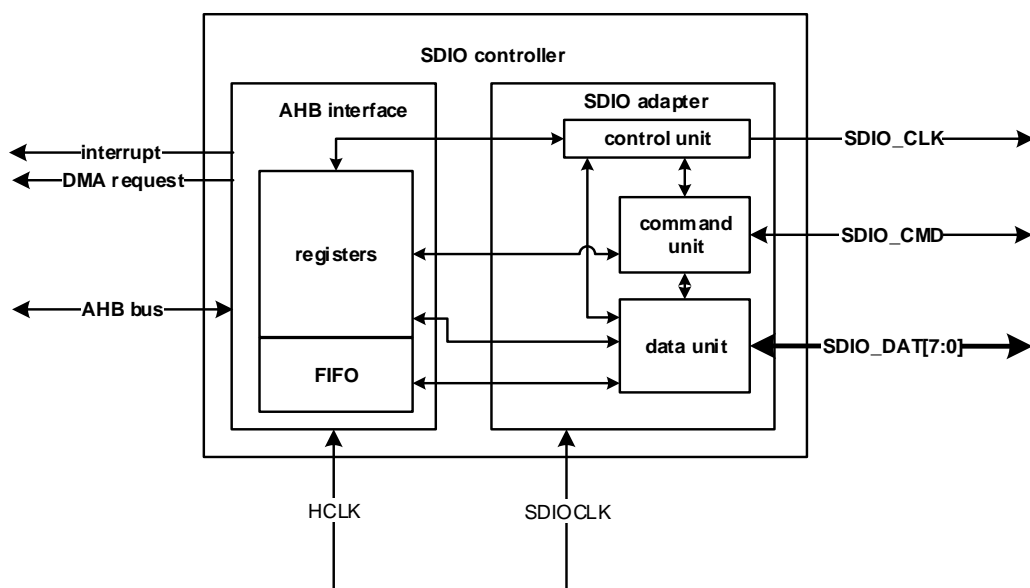 SDIO controller
AHB interface
SDIO adapter
control unit
SDIO_CLK
interrupt
DMA request
command
unit
SDIO_CMD
registers
AHB bus
data unit
SDIO_DAT[7:0]
FIFO
HCLK
SDIOCLK